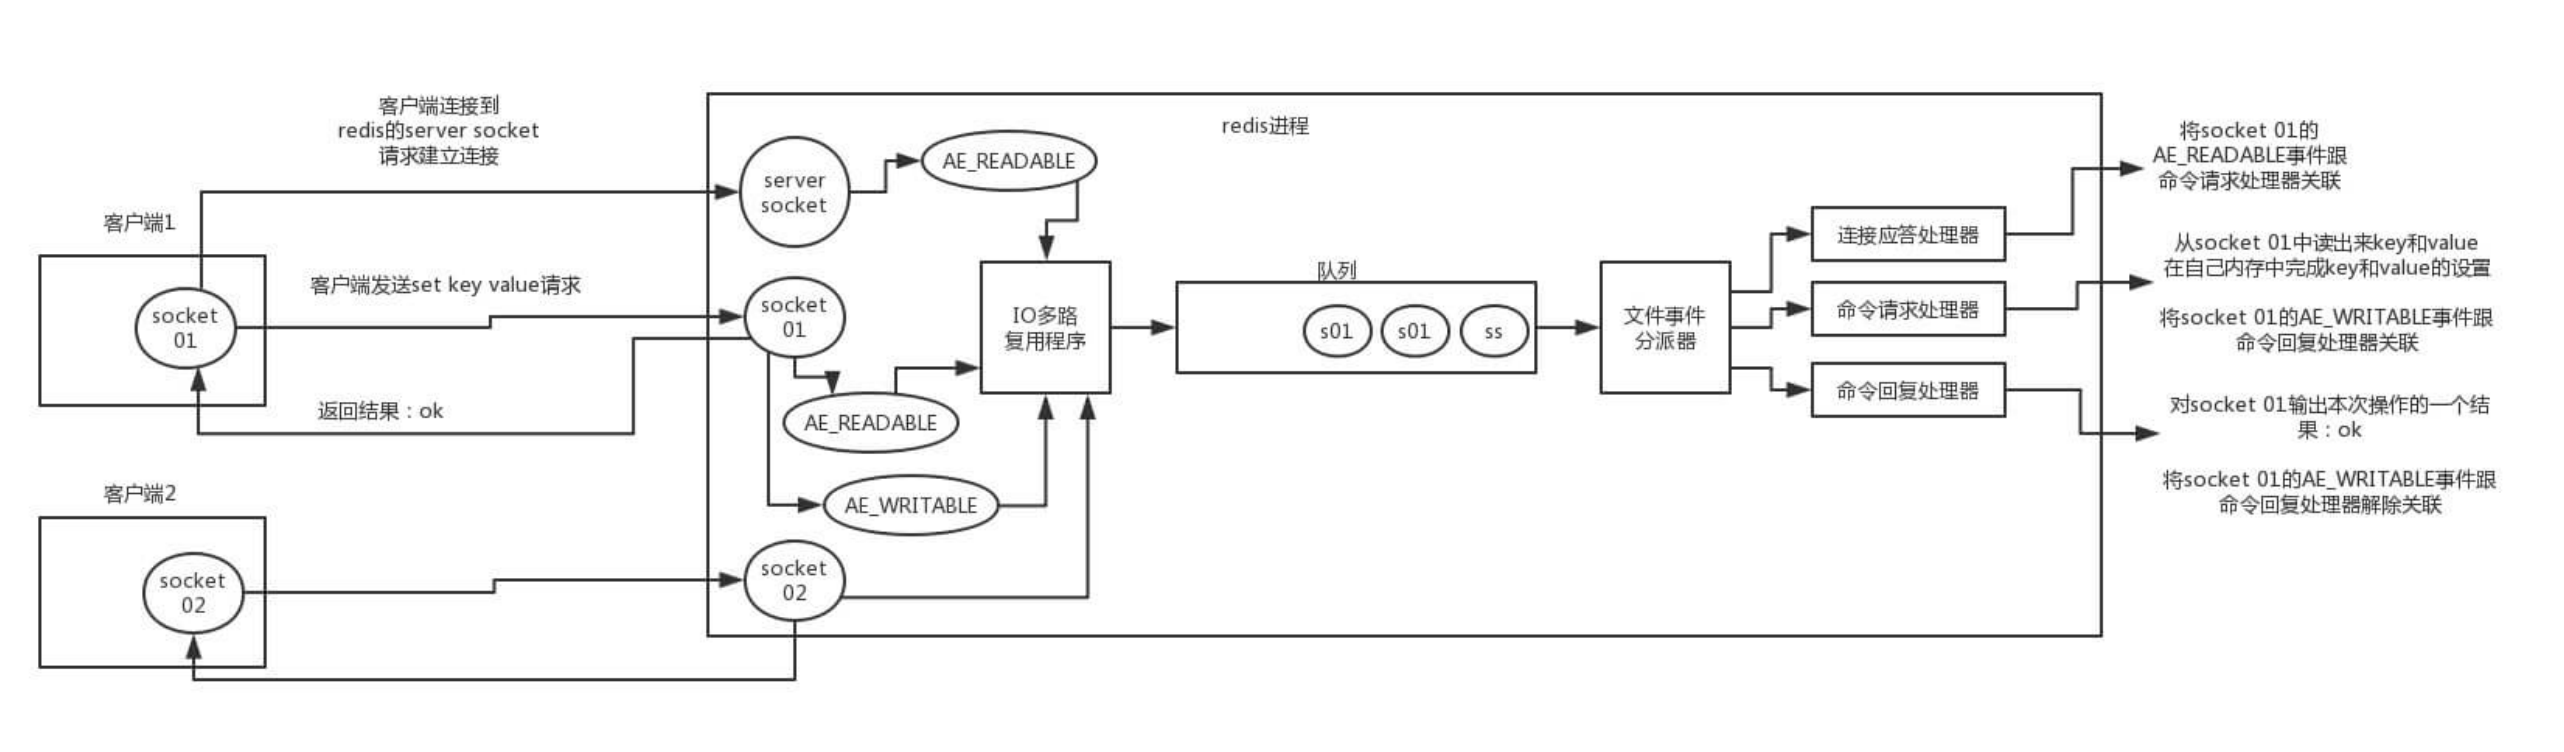 客户端连接到
redis的server socket
请求建立连接
客户端1
socket
01
客户端发送set key value请求
返回结果：ok
客户端2
socket
02
redis进程
server
socket
AE_READABLE
socket
01
AE_READABLE
AE_WRITABLE
socket
02
IO多路
复用程序
队列
s01
s01
ss
文件事件
分派器
连接应答处理器
命令请求处理器
命令回复处理器
将socket 01的
AE_READABLE事件跟
命令请求处理器关联
从socket 01中读出来key和value
在自己内存中完成key和value的设置
将socket 01的AE_WRITABLE事件跟
命令回复处理器关联
对socket 01输出本次操作的一个结
果：ok
将socket 01的AE_WRITABLE事件跟
命令回复处理器解除关联